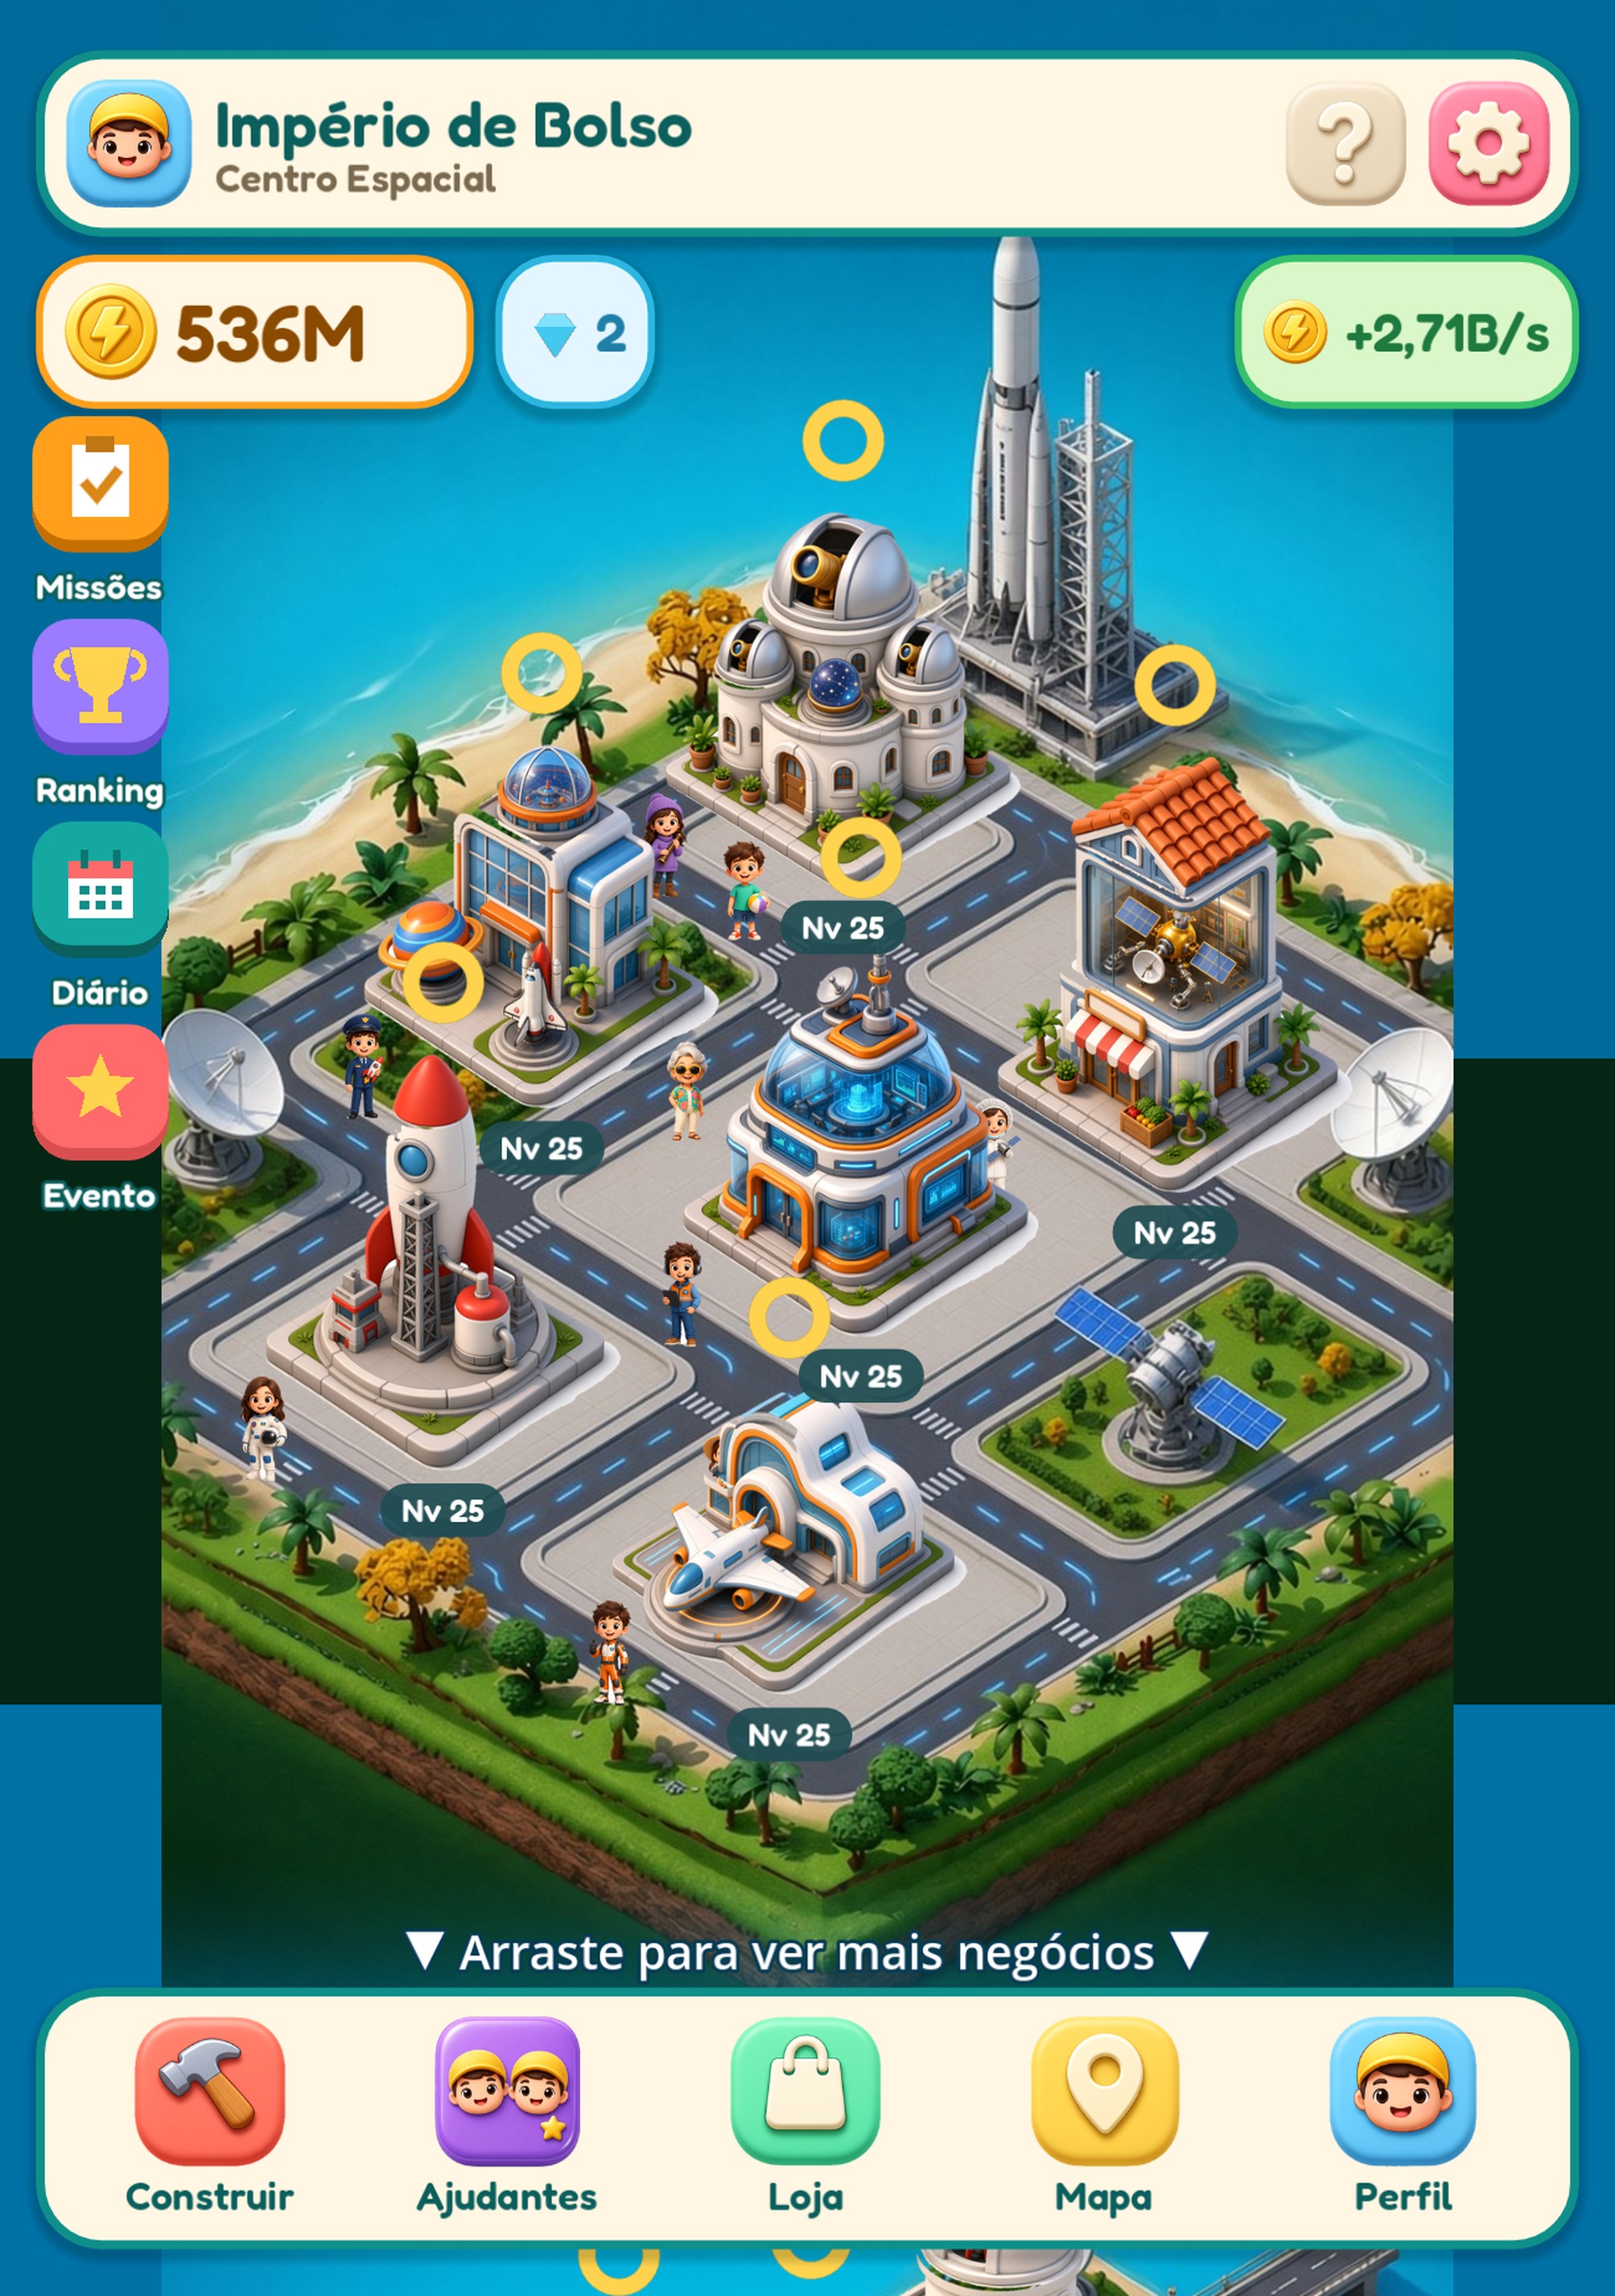 Império de Bolso
Centro Espacial
536M
2
+2,71B/s
Missões
Ranking
Diário
Evento
Nv 25
Nv 25
Nv 25
Nv 25
Nv 25
Nv 25
▼ Arraste para ver mais negócios ▼
Construir
Ajudantes
Loja
Mapa
Perfil